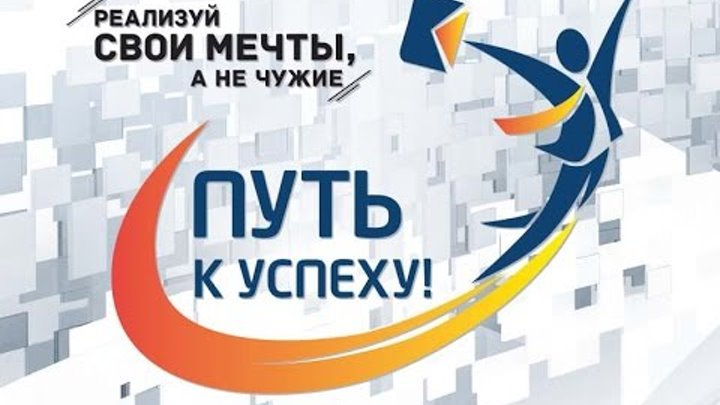 РЕАЛИЗУЙ
СВОИ МЕЧТЫ,
А НЕ ЧУЖИЕ
ПУТЬ
К УСПЕХУ!